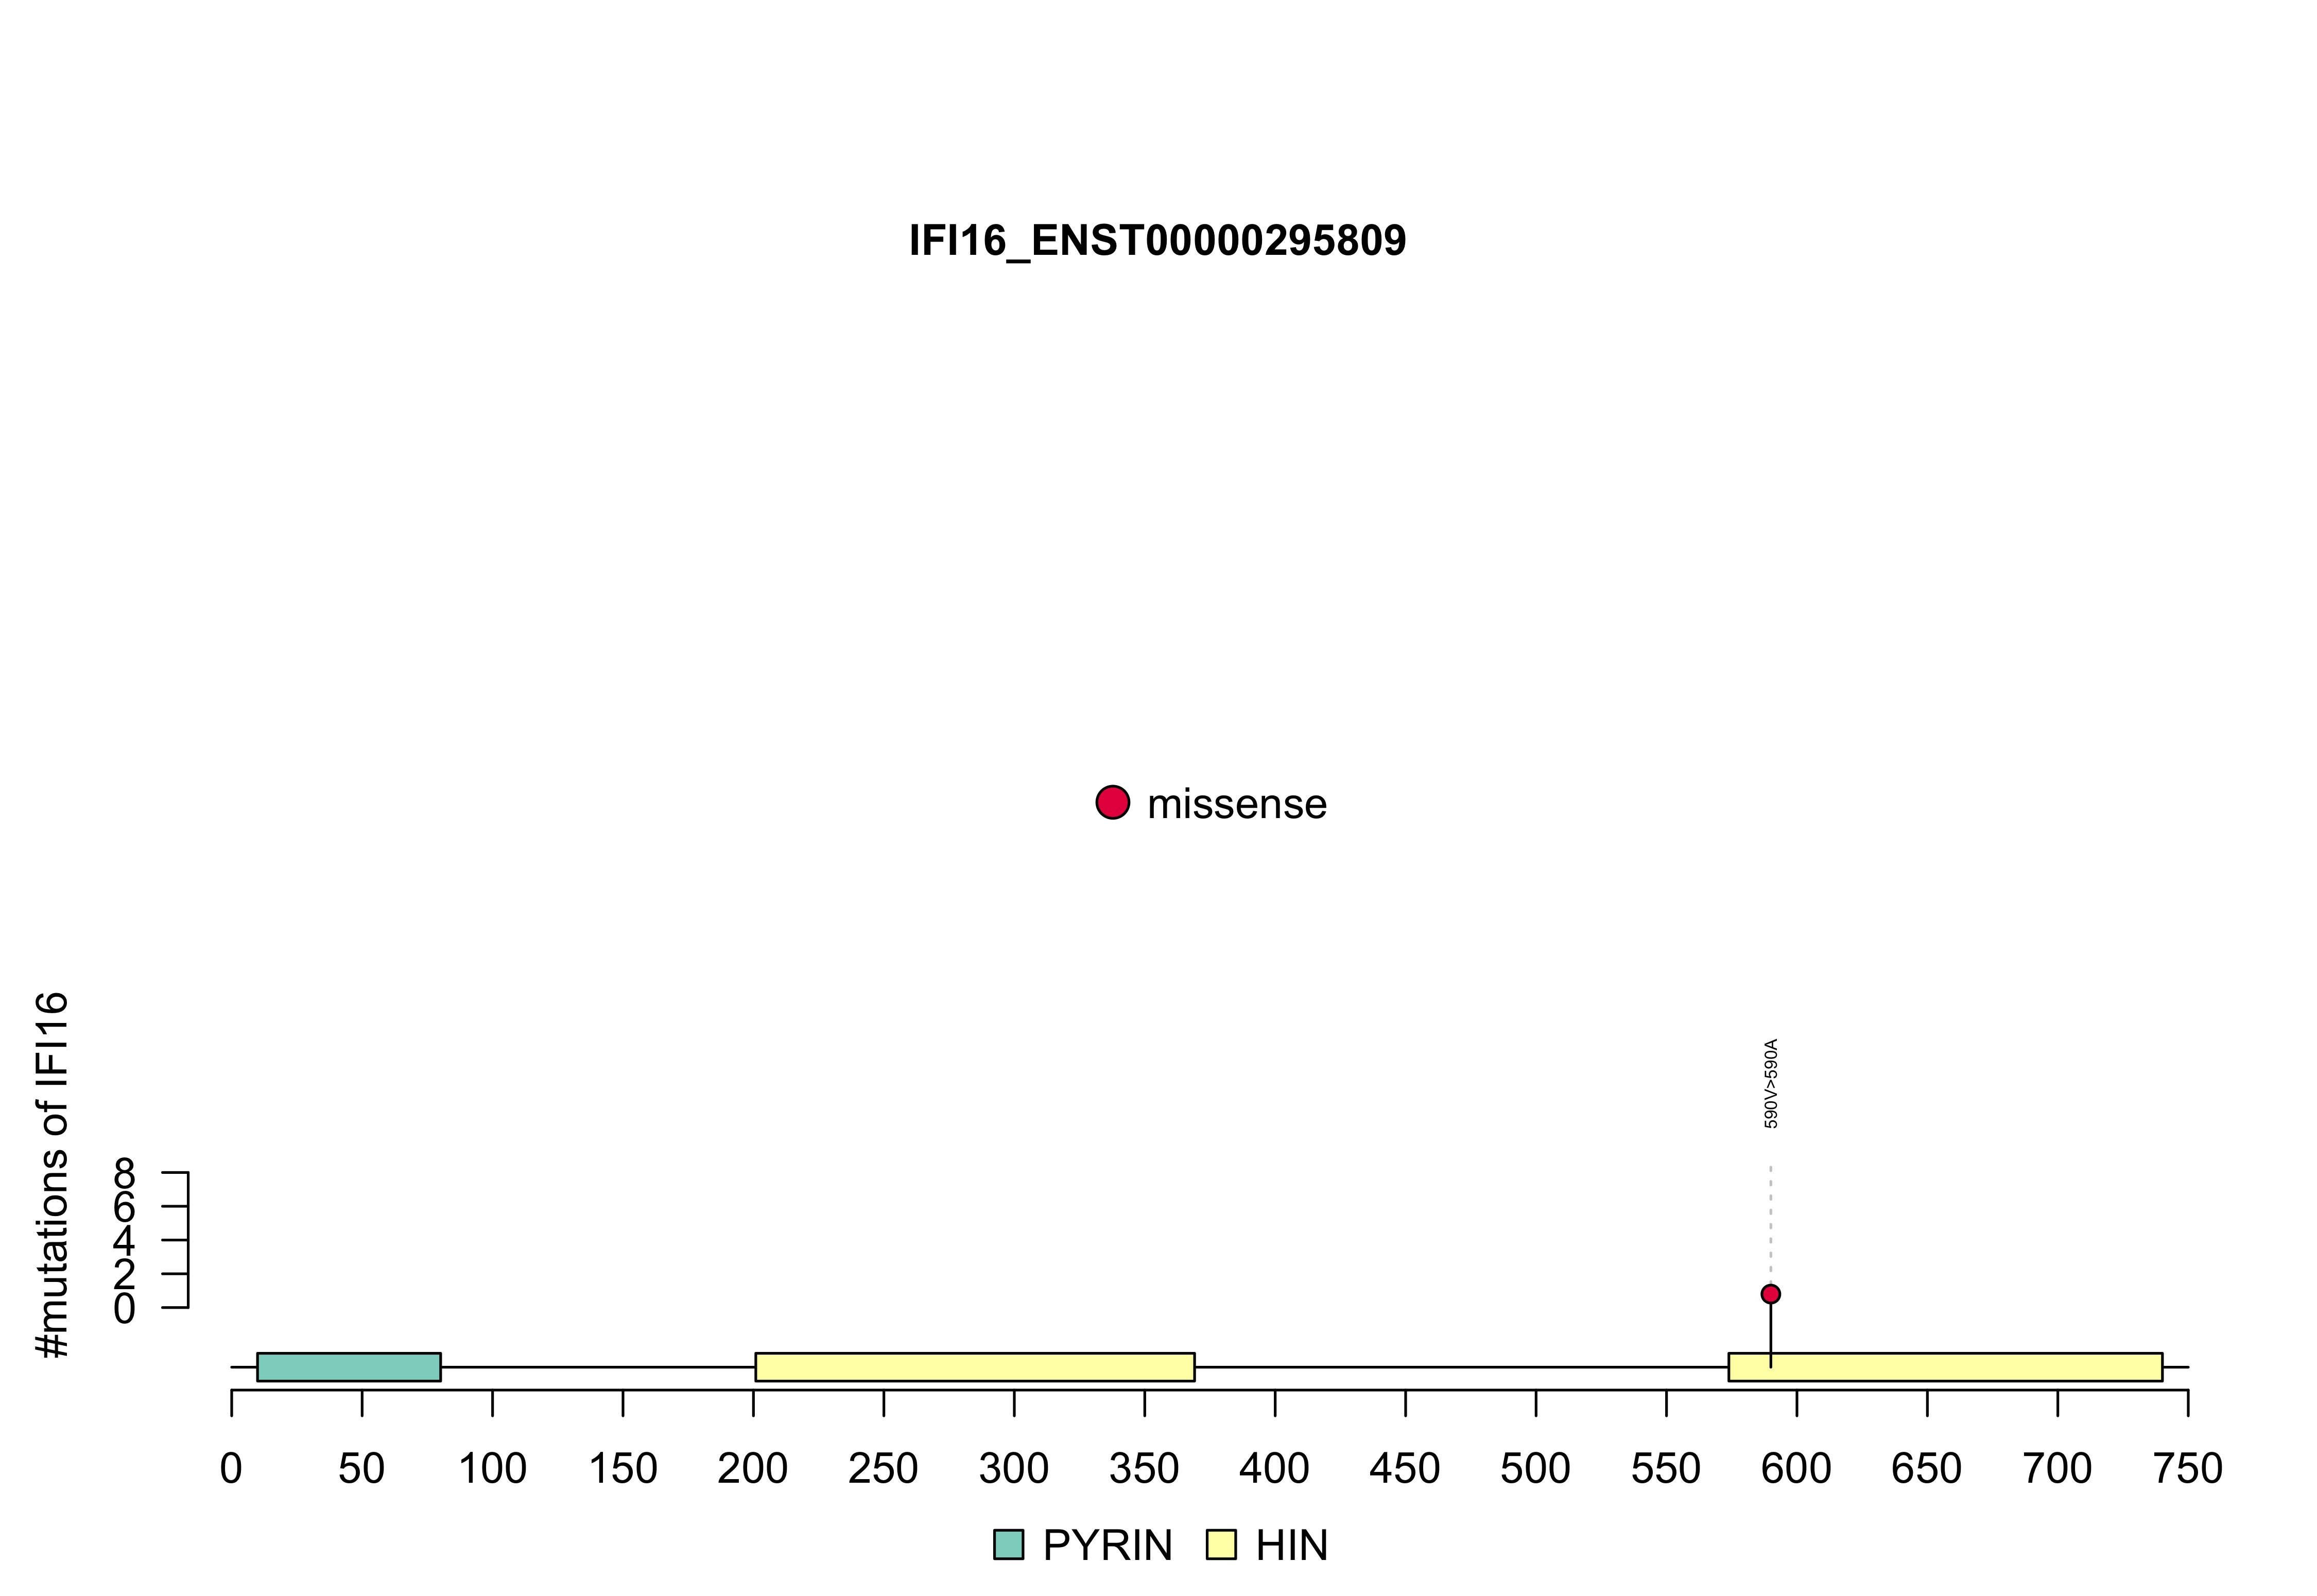 IFI16_ENST00000295809
missense
#mutations of IFI16
590V>590A
8
6
4
2
0
0 50 100 150 200 250 300 350 400 450 500 550 600 650 700 750
PYRIN HIN